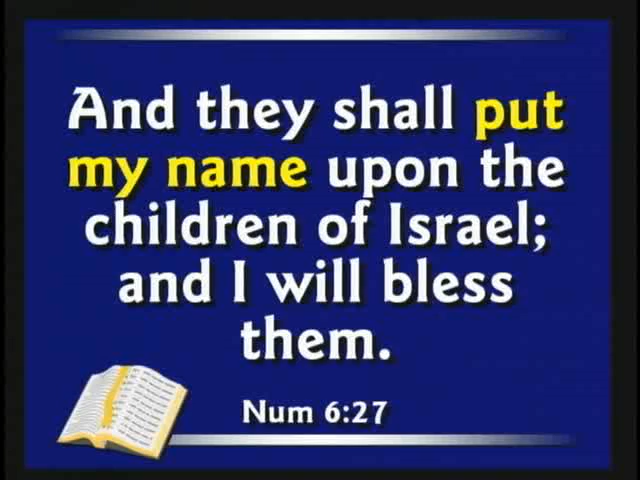 And they shall put
my name upon the
children of Israel;
and I will bless
them.
Num 6:27